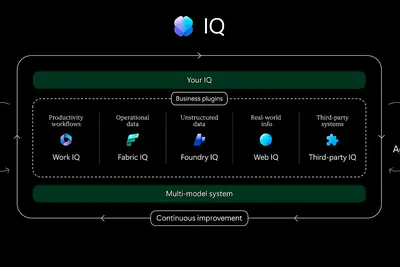 IQ
Your IQ
Business plugins
Productivity workflows
Work IQ
Operational data
Fabric IQ
Unstructured data
Foundry IQ
Real-world info
Web IQ
Third-party systems
Third-party IQ
Multi-model system
Continuous improvement